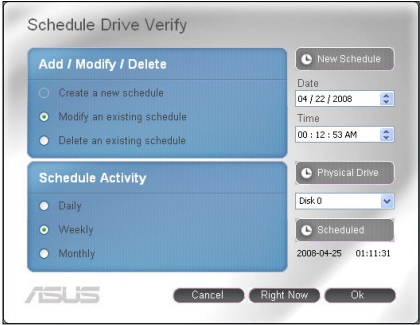 Schedule Drive Verify
Add / Modify / Delete
Create a new schedule
Modify an existing schedule
Delete an existing schedule
Schedule Activity
Daily
Weekly
Monthly
New Schedule
Date
04 / 22 / 2008
Time
00 : 12 : 53 AM
Physical Drive
Disk 0
Scheduled
2008-04-25 01:11:31
ASUS
Cancel Right Now Ok